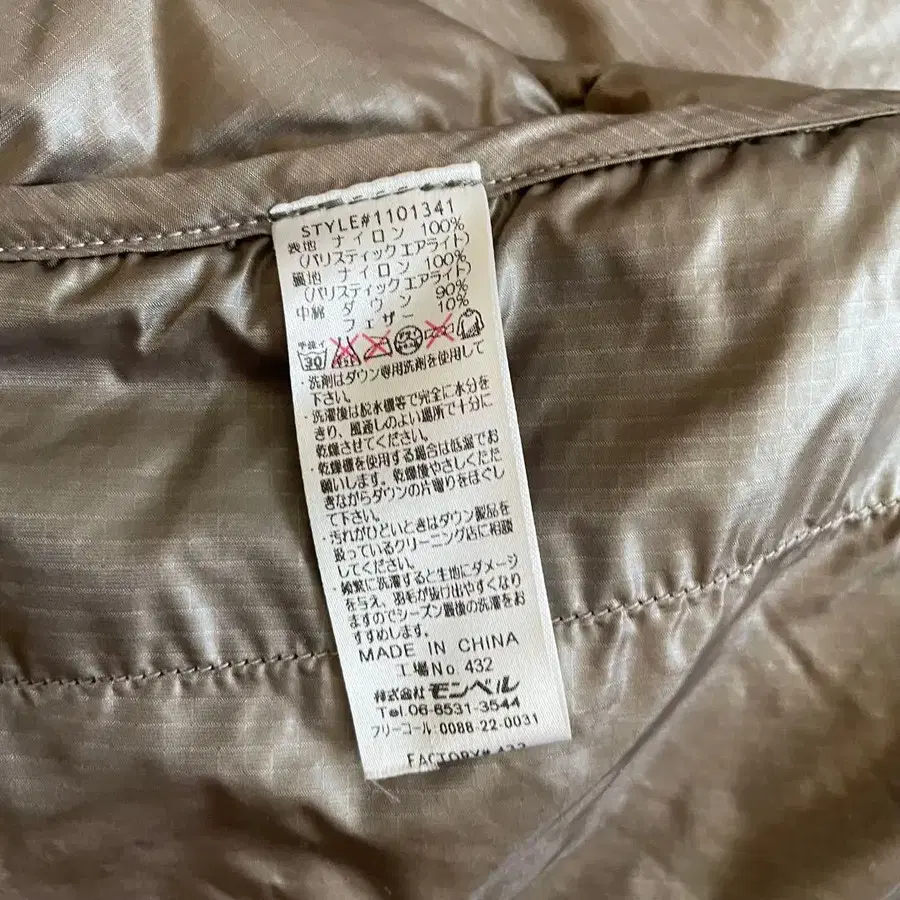 STYLE#1101341
表地 ナイロン 100%
(バリスティックエアライト)
裏地 ナイロン 100%
(バリスティックエアライト)
中綿 ダウン 90%
フェザー 10%
手洗イ
30
・洗剤はダウン専用洗剤を使用して
下さい。
・洗濯後は脱水機等で完全に水分を
きり、風通しのよい場所で十分に
乾燥させてください。
・乾燥機を使用する場合は低温でお
願いします。乾燥後やさしくたた
きながらダウンの片寄りをほぐし
て下さい。
・汚れがひどいときはダウン製品を
扱っているクリーニング店に相談
してください。
・頻繁に洗濯すると生地にダメージ
を与え、羽毛が抜け出やすくなり
ますのでシーズン最後の洗濯をお
すすめします。
MADE IN CHINA
工場No. 432
株式会社 モンベル
Tel.06-6531-3544
フリーコール 0088-22-0031
FACTORY#